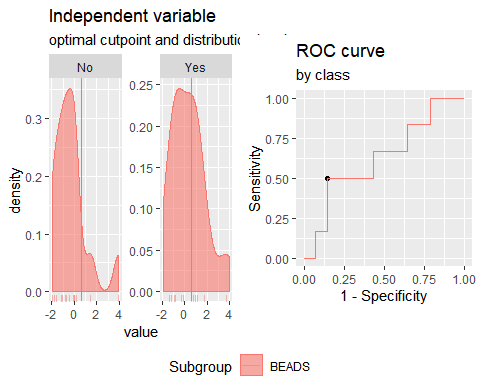 Independent variable
optimal cutpoint and distributio
No
Yes
density
0.3
0.2
0.1
0.0
0.25
0.20
0.15
0.10
0.05
0.00
-2 0 2 4
-2 0 2 4
value
ROC curve
by class
Sensitivity
1.00
0.75
0.50
0.25
0.00
0.00 0.25 0.50 0.75 1.00
1 - Specificity
Subgroup BEADS